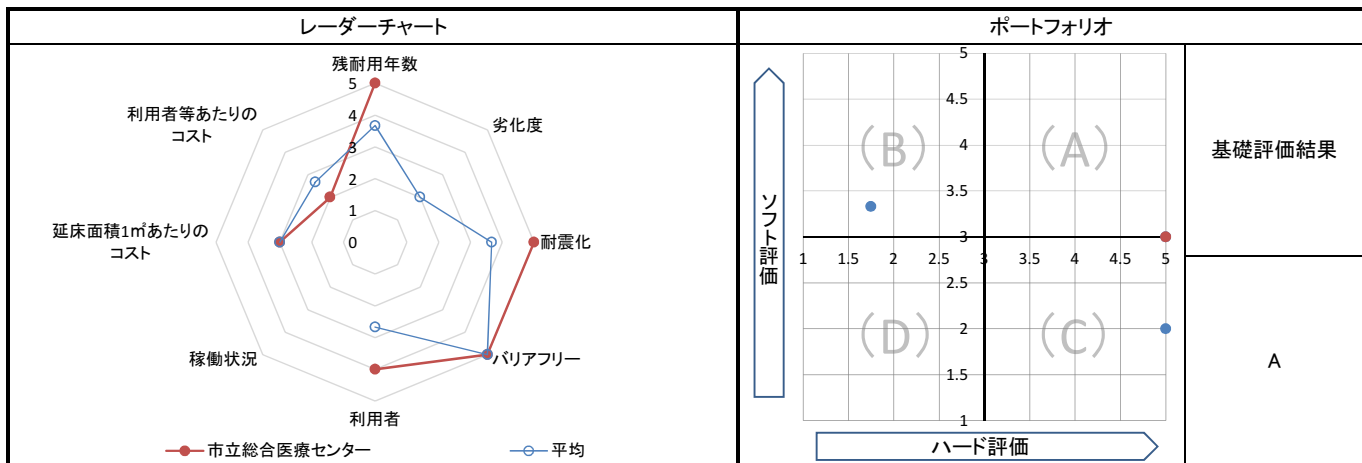 レーダーチャート
ポートフォリオ
残耐用年数
劣化度
耐震化
バリアフリー
利用者
稼働状況
延床面積1㎡あたりの
コスト
利用者等あたりの
コスト
5
4
3
2
1
0
市立総合医療センター
平均
ソフト評価
5
4.5
4
3.5
3
2.5
2
1.5
1
1
1.5
2
2.5
3
3.5
4
4.5
5
(B)
(A)
(D)
(C)
ハード評価
基礎評価結果
A